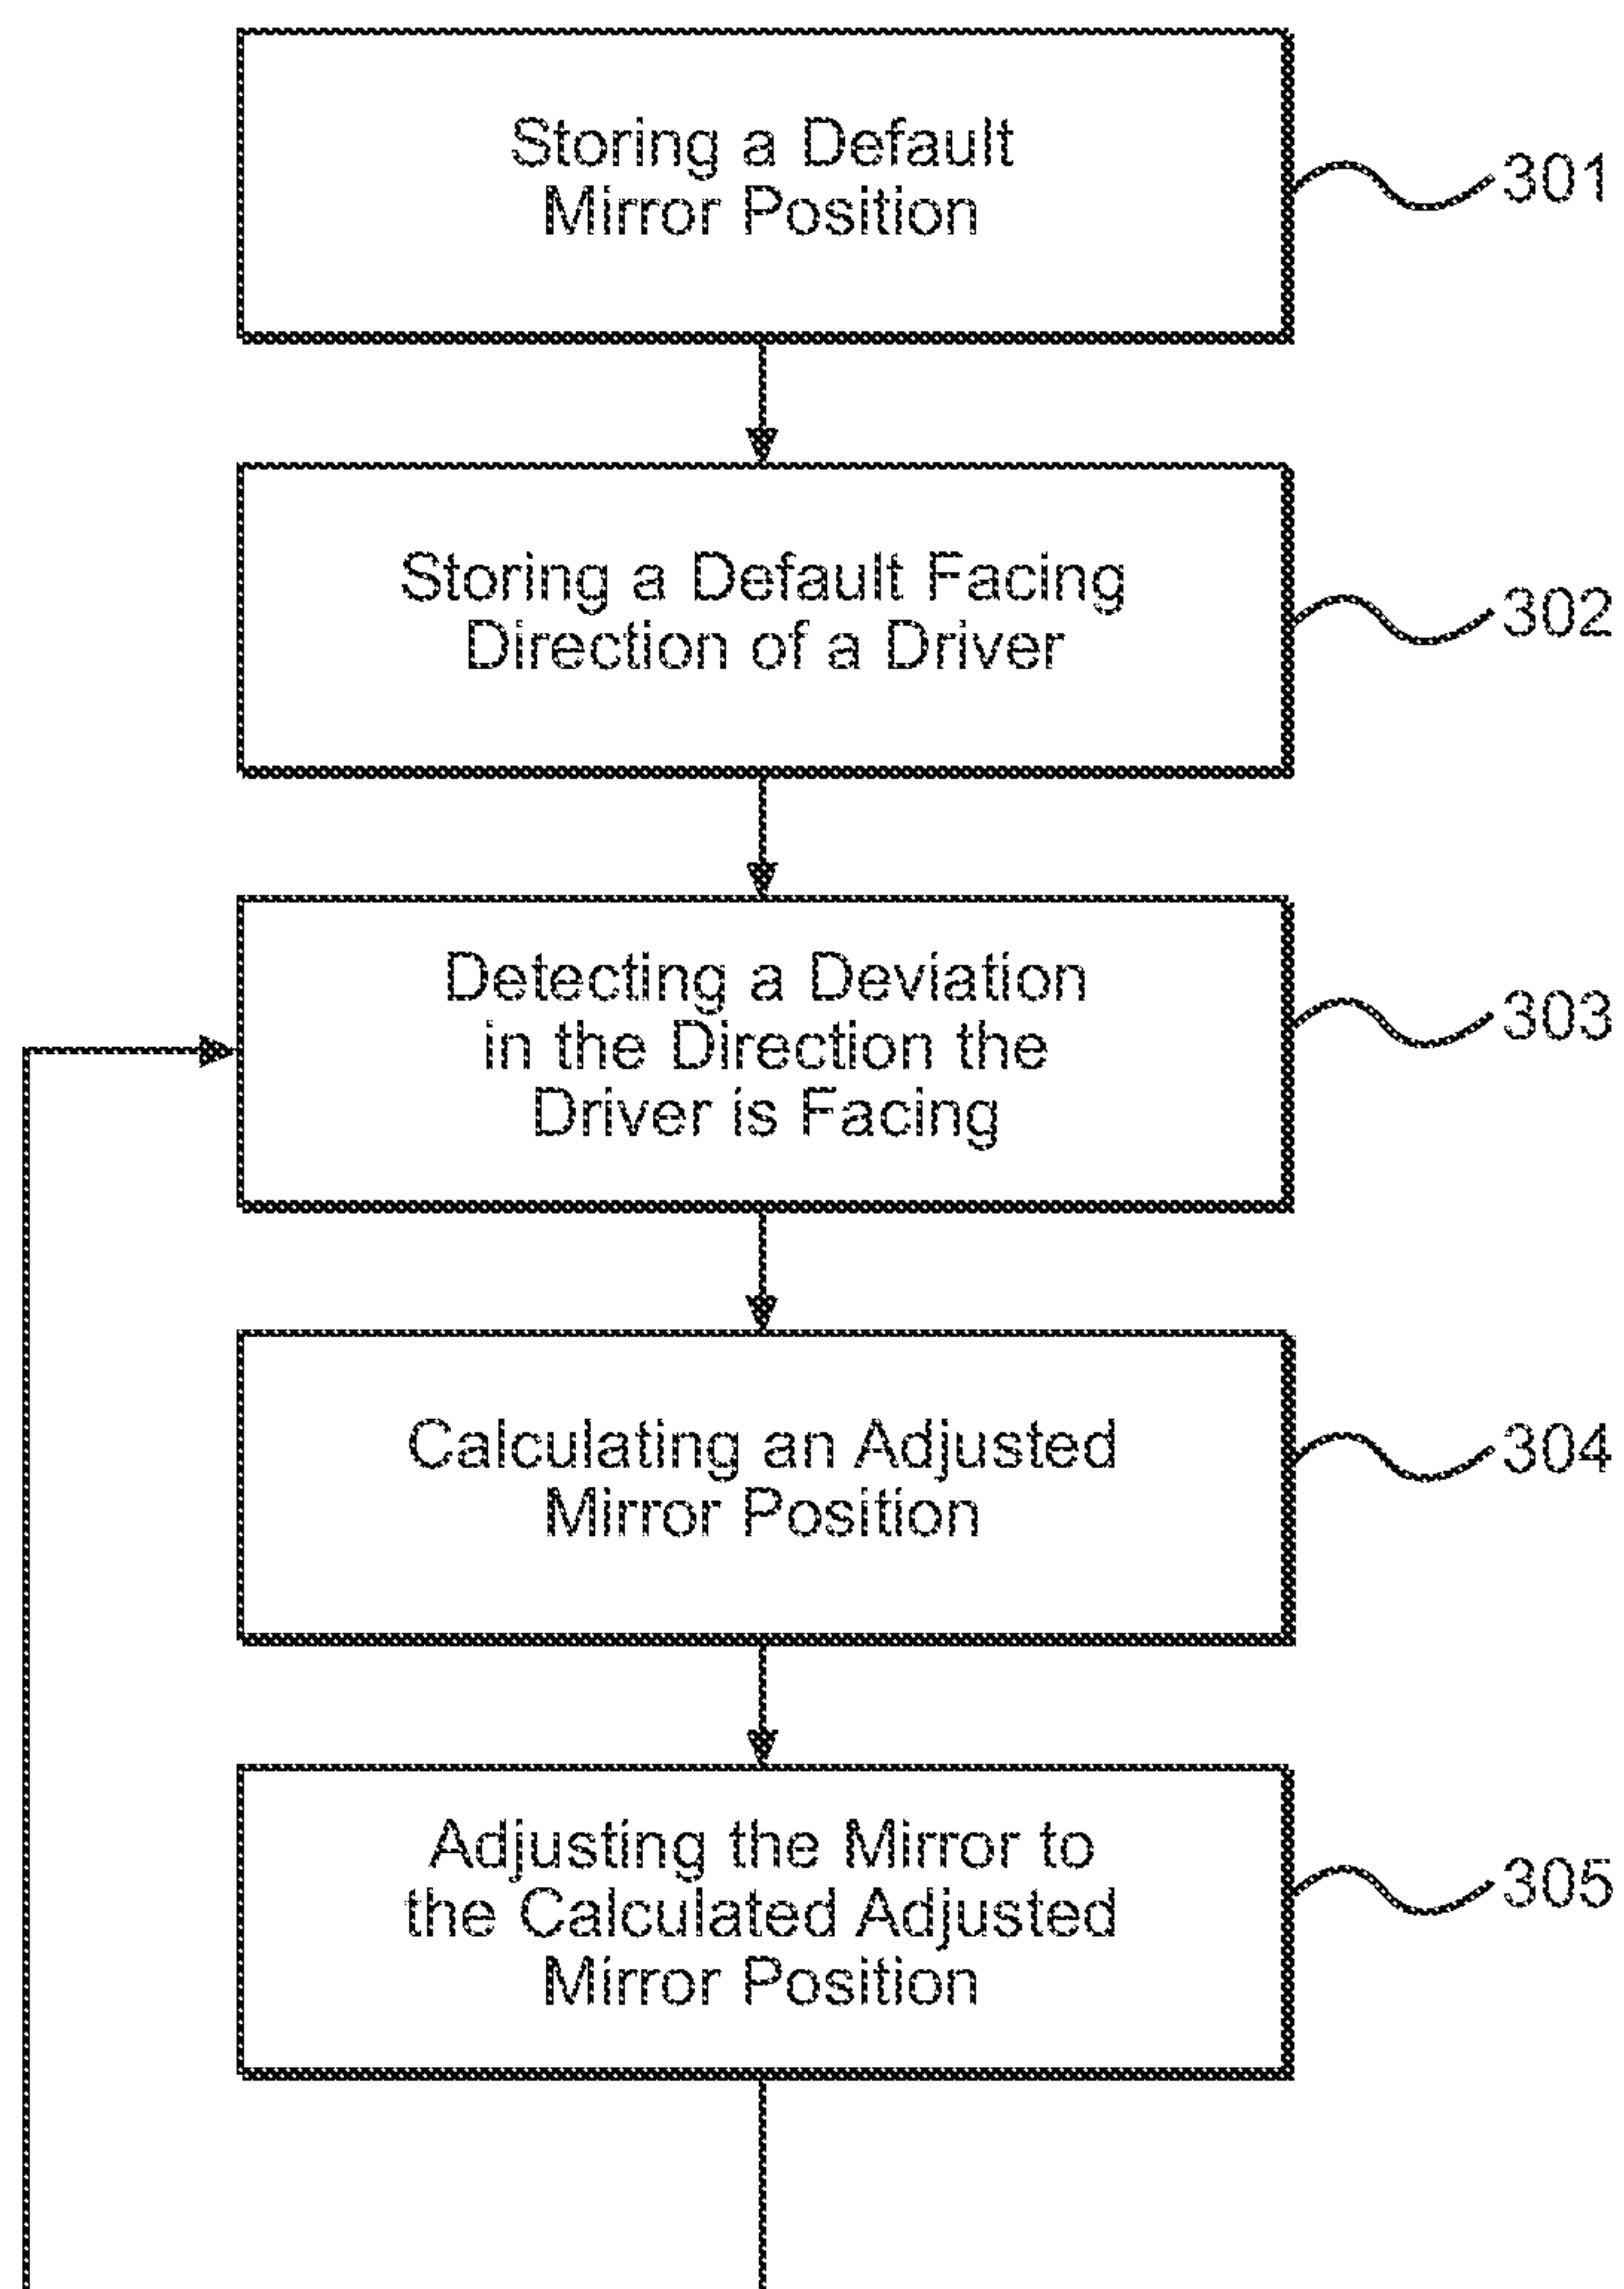 Storing a Default
Mirror Position
301
Storing a Default Facing
Direction of a Driver
302
Detecting a Deviation
in the Direction the
Driver is Facing
303
Calculating an Adjusted
Mirror Position
304
Adjusting the Mirror to
the Calculated Adjusted
Mirror Position
305